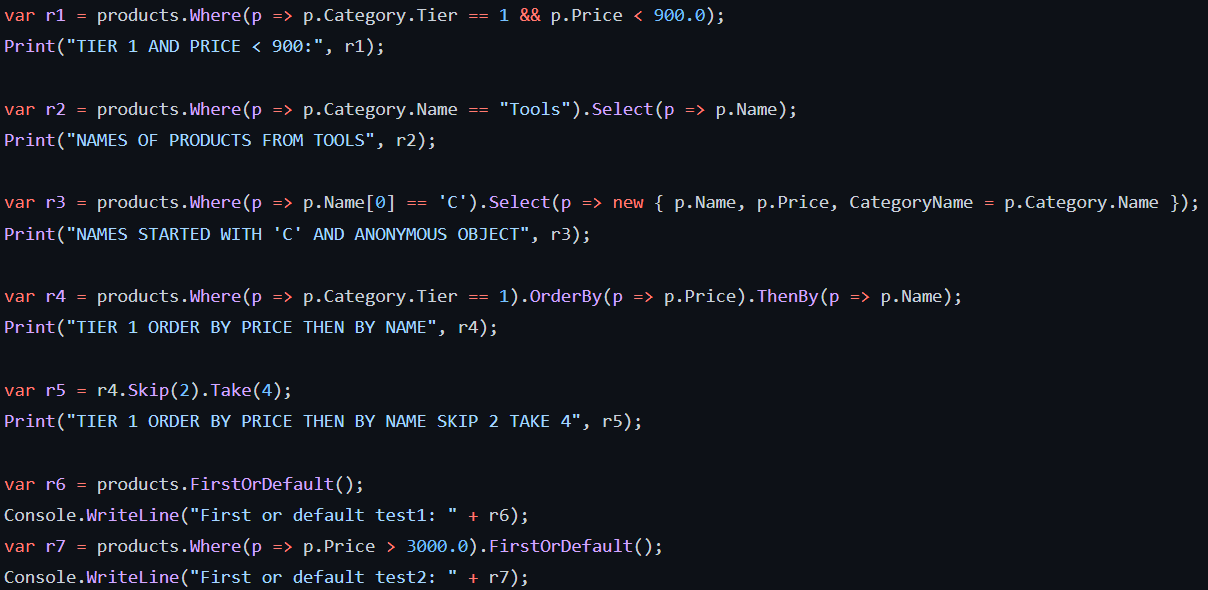 var r1 = products.Where(p => p.Category.Tier == 1 && p.Price < 900.0);
Print("TIER 1 AND PRICE < 900:", r1);
var r2 = products.Where(p => p.Category.Name == "Tools").Select(p => p.Name);
Print("NAMES OF PRODUCTS FROM TOOLS", r2);
var r3 = products.Where(p => p.Name[0] == 'C').Select(p => new { p.Name, p.Price, CategoryName = p.Category.Name });
Print("NAMES STARTED WITH 'C' AND ANONYMOUS OBJECT", r3);
var r4 = products.Where(p => p.Category.Tier == 1).OrderBy(p => p.Price).ThenBy(p => p.Name);
Print("TIER 1 ORDER BY PRICE THEN BY NAME", r4);
var r5 = r4.Skip(2).Take(4);
Print("TIER 1 ORDER BY PRICE THEN BY NAME SKIP 2 TAKE 4", r5);
var r6 = products.FirstOrDefault();
Console.WriteLine("First or default test1: " + r6);
var r7 = products.Where(p => p.Price > 3000.0).FirstOrDefault();
Console.WriteLine("First or default test2: " + r7);